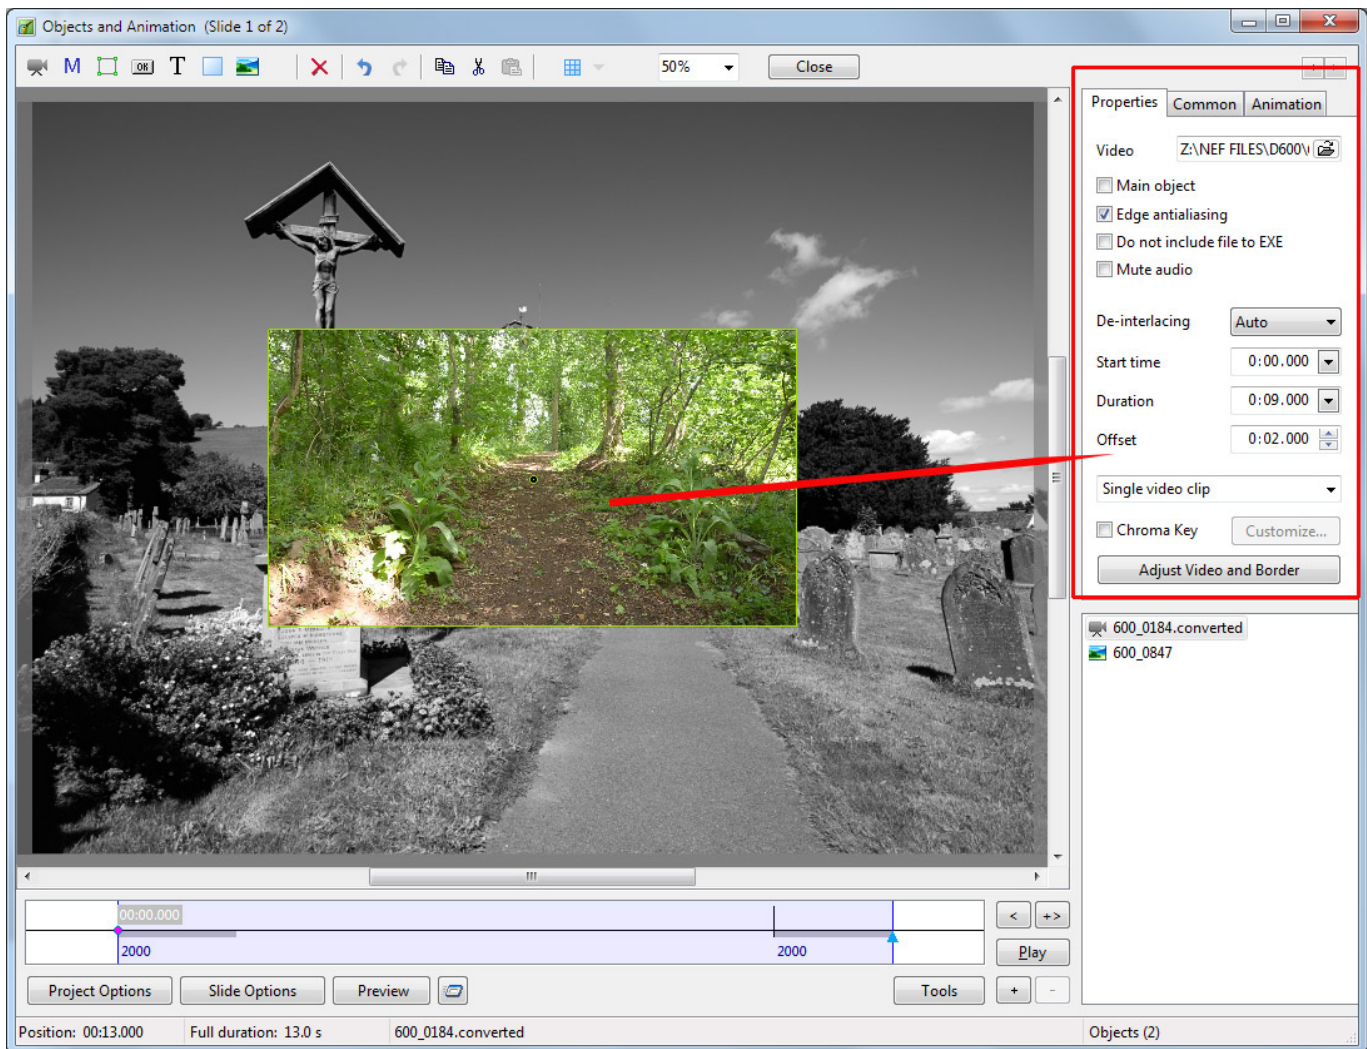 Objects and Animation (Slide 1 of 2)
M OK T 50% Close
Properties Common Animation
Video Z:\NEF FILES\D600\
Main object
Edge antialiasing
Do not include file to EXE
Mute audio
De-interlacing Auto
Start time 0:00.000
Duration 0:09.000
Offset 0:02.000
Single video clip
Chroma Key Customize...
Adjust Video and Border
600_0184.converted
600_0847
00:00.000
2000 2000
< +>
Play
Project Options Slide Options Preview Tools + -
Position: 00:13.000 Full duration: 13.0 s 600_0184.converted Objects (2)